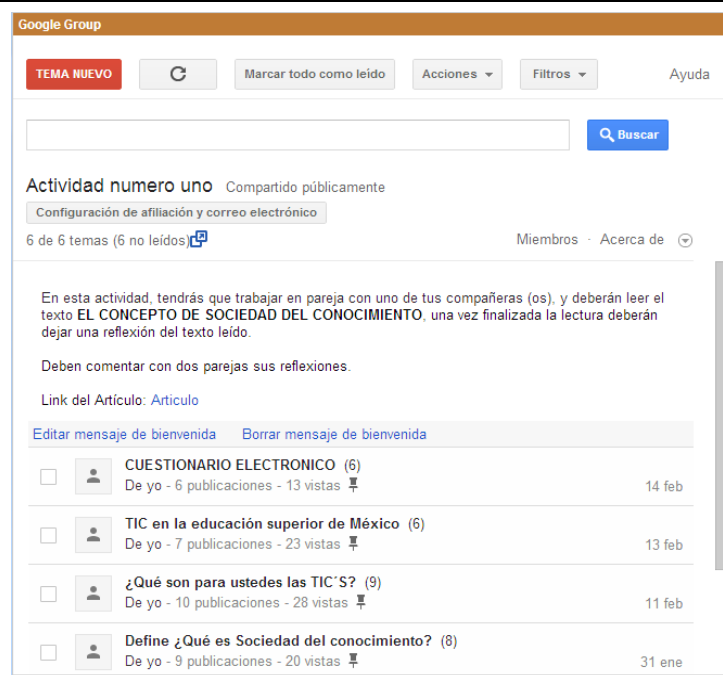 Google Group
TEMA NUEVO Marcar todo como leído Acciones Filtros Ayuda
Buscar
Actividad numero uno Compartido públicamente
Configuración de afiliación y correo electrónico
6 de 6 temas (6 no leídos) Miembros · Acerca de
En esta actividad, tendrás que trabajar en pareja con uno de tus compañeras (os), y deberán leer el
texto EL CONCEPTO DE SOCIEDAD DEL CONOCIMIENTO, una vez finalizada la lectura deberán
dejar una reflexión del texto leído.
Deben comentar con dos parejas sus reflexiones.
Link del Artículo: Articulo
Editar mensaje de bienvenida Borrar mensaje de bienvenida
CUESTIONARIO ELECTRONICO (6)
De yo - 6 publicaciones - 13 vistas 14 feb
TIC en la educación superior de México (6)
De yo - 7 publicaciones - 23 vistas 13 feb
¿Qué son para ustedes las TIC´S? (9)
De yo - 10 publicaciones - 28 vistas 11 feb
Define ¿Qué es Sociedad del conocimiento? (8)
De yo - 9 publicaciones - 20 vistas 31 ene